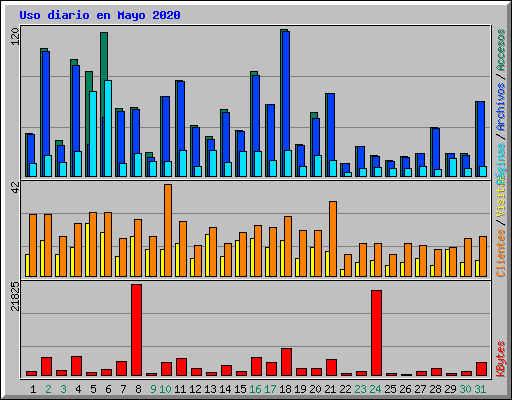 Uso diario en Mayo 2020
120
42
21825
Clientes / Visitas
Páginas / Archivos / Accesos
KBytes
1 2 3 4 5 6 7 8 9 10 11 12 13 14 15 16 17 18 19 20 21 22 23 24 25 26 27 28 29 30 31